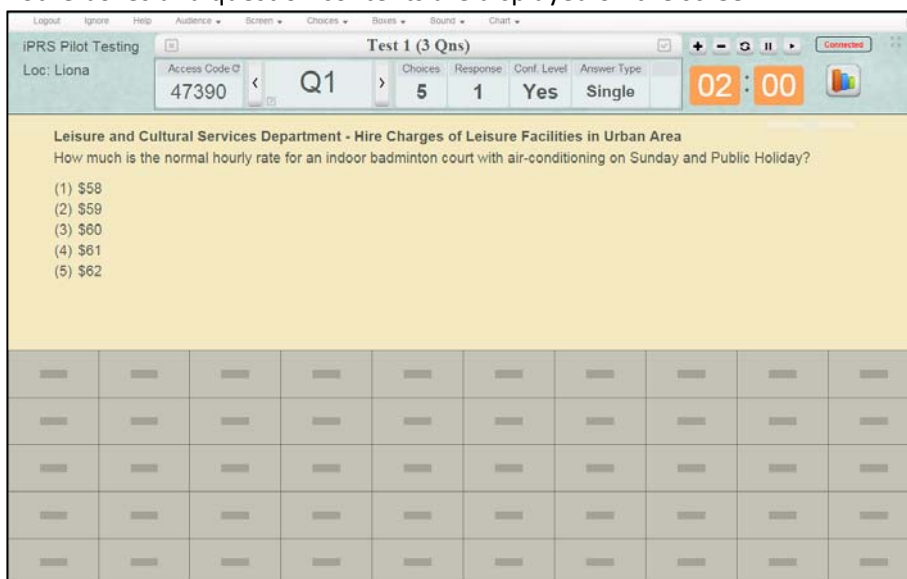 Logout Ignore Help Audience Screen Choices Boxes Sound Chart
iPRS Pilot Testing Test 1 (3 Qns) Connected
Loc: Liona
Access Code Choices Response Conf. Level Answer Type
47390 < Q1 > 5 1 Yes Single 02 : 00
Leisure and Cultural Services Department - Hire Charges of Leisure Facilities in Urban Area
How much is the normal hourly rate for an indoor badminton court with air-conditioning on Sunday and Public Holiday?
(1) $58
(2) $59
(3) $60
(4) $61
(5) $62